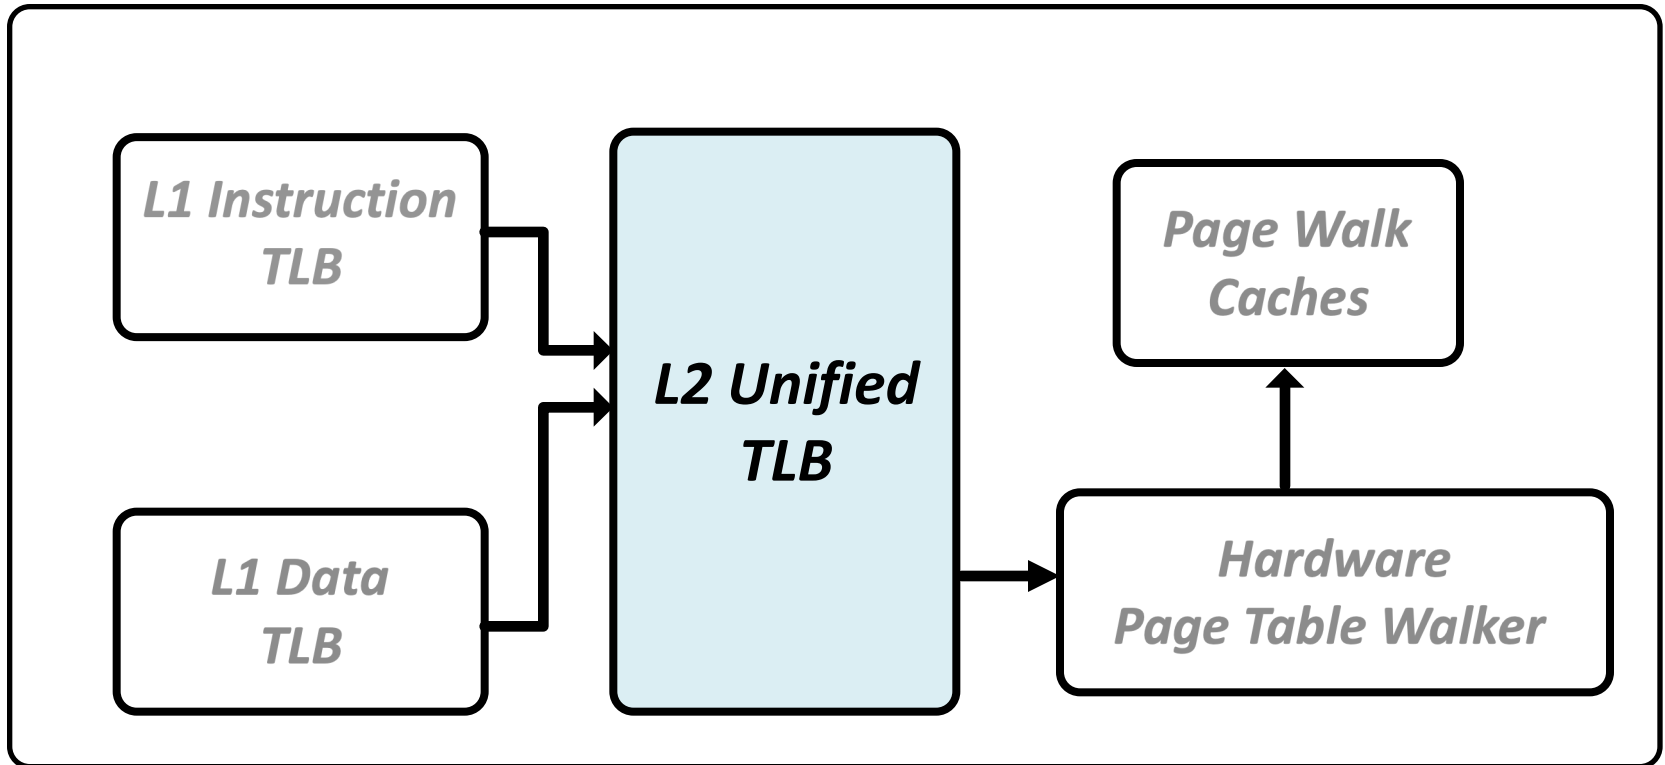 L1 Instruction
TLB
L1 Data
TLB
L2 Unified
TLB
Page Walk
Caches
Hardware
Page Table Walker